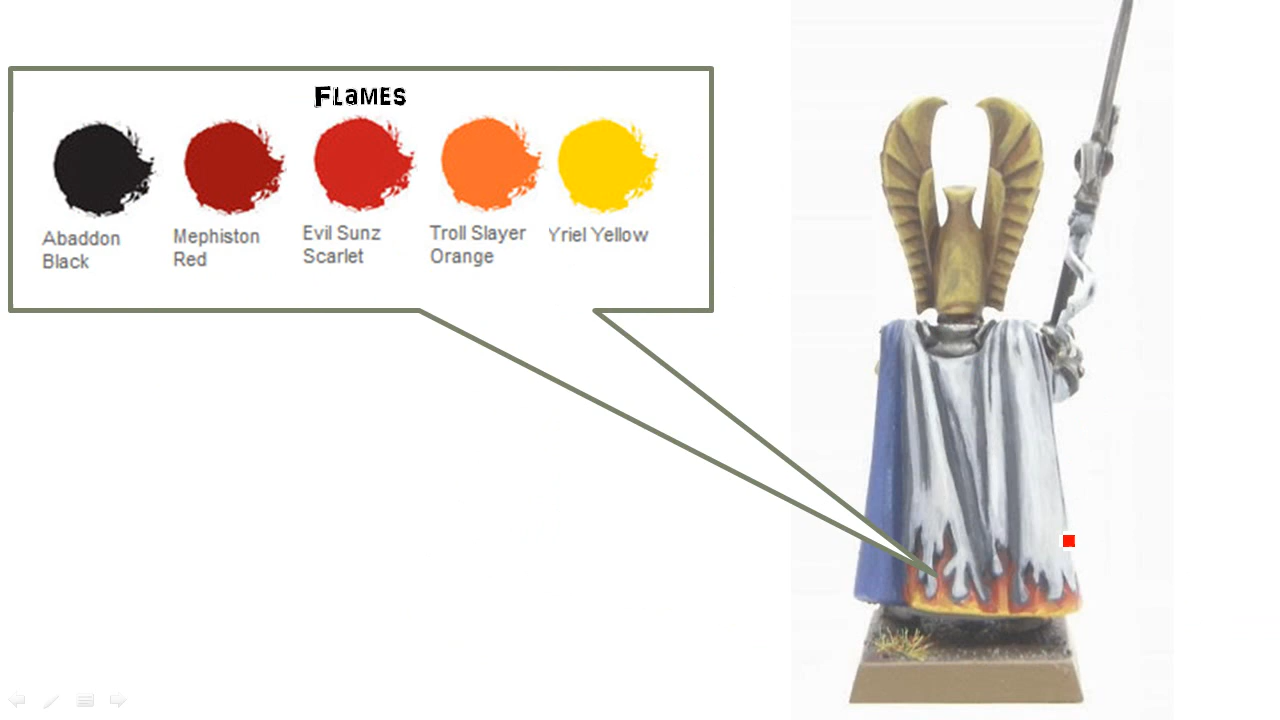 FLaMES
Abaddon
Black
Mephiston
Red
Evil Sunz
Scarlet
Troll Slayer
Orange
Yriel Yellow